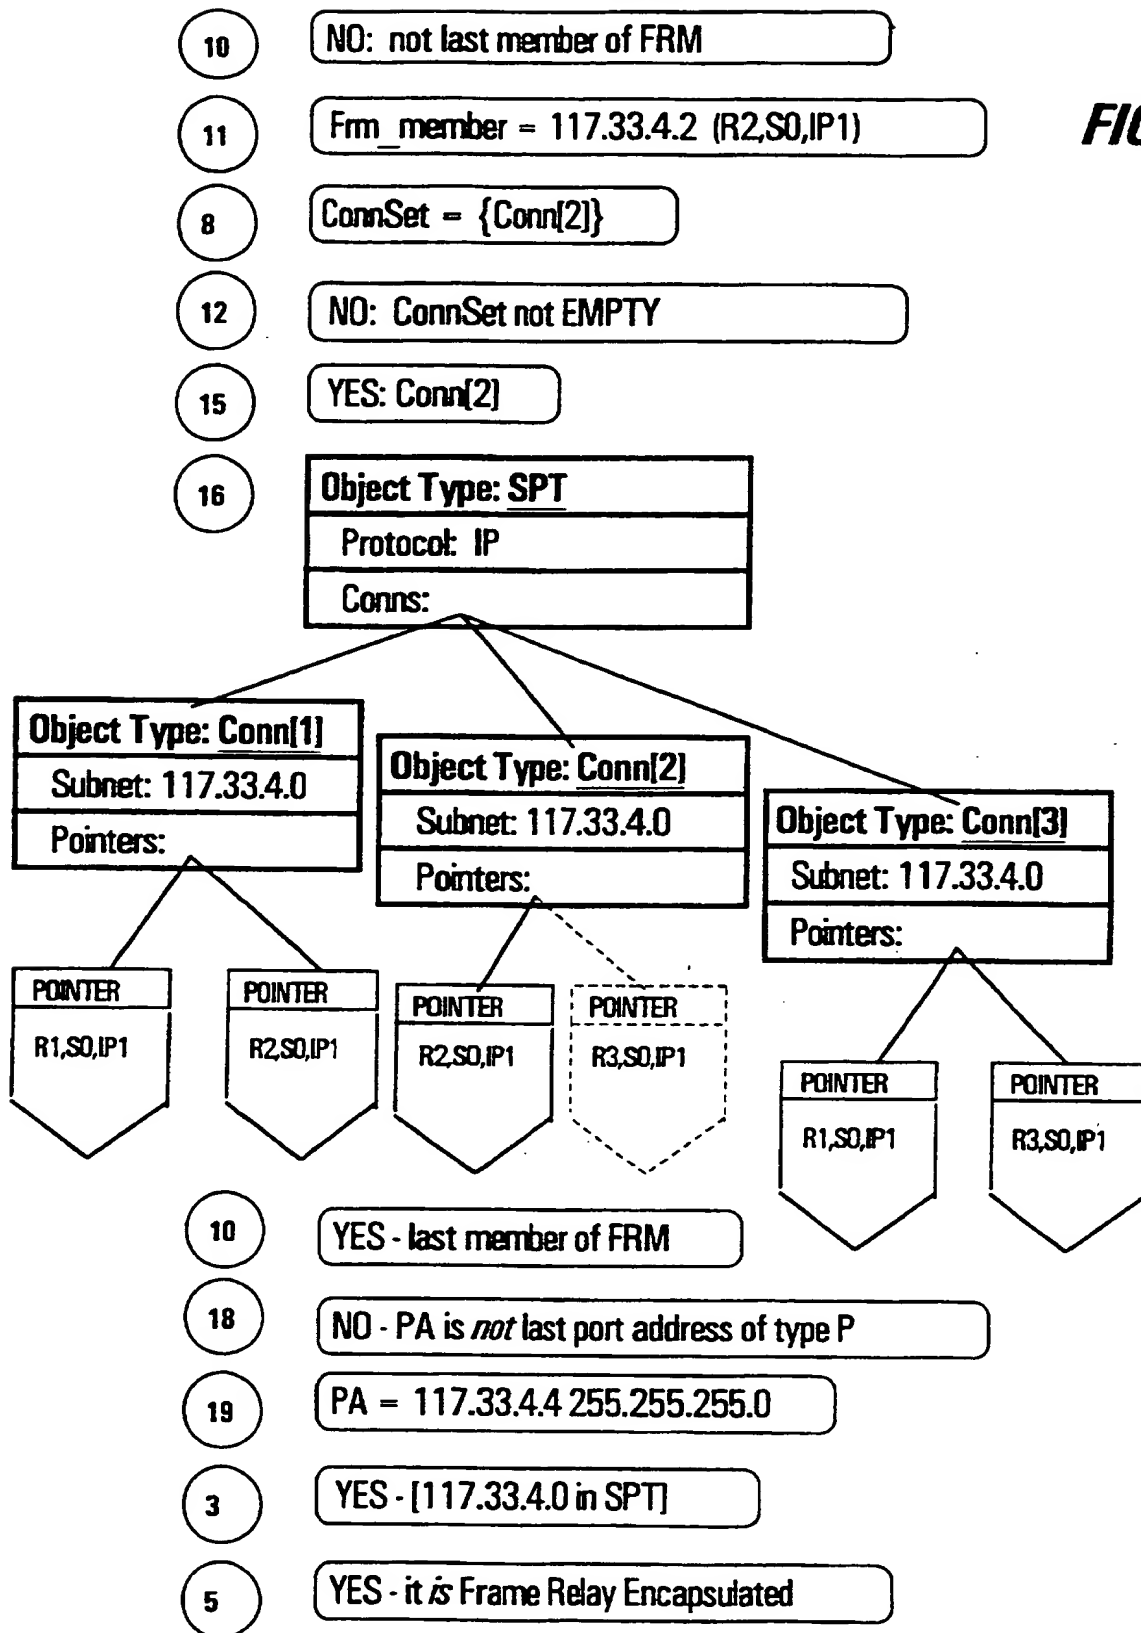 10
NO: not last member of FRM
11
Frm_member = 117.33.4.2 (R2,S0,IP1)
FIG
8
ConnSet = {Conn[2]}
12
NO: ConnSet not EMPTY
15
YES: Conn[2]
16
Object Type: SPT
Protocol: IP
Conns:
Object Type: Conn[1]
Subnet: 117.33.4.0
Pointers:
Object Type: Conn[2]
Subnet: 117.33.4.0
Pointers:
Object Type: Conn[3]
Subnet: 117.33.4.0
Pointers:
POINTER
R1,S0,IP1
POINTER
R2,S0,IP1
POINTER
R2,S0,IP1
POINTER
R3,S0,IP1
POINTER
R1,S0,IP1
POINTER
R3,S0,IP1
10
YES - last member of FRM
18
NO - PA is not last port address of type P
19
PA = 117.33.4.4 255.255.255.0
3
YES - [117.33.4.0 in SPT]
5
YES - it is Frame Relay Encapsulated